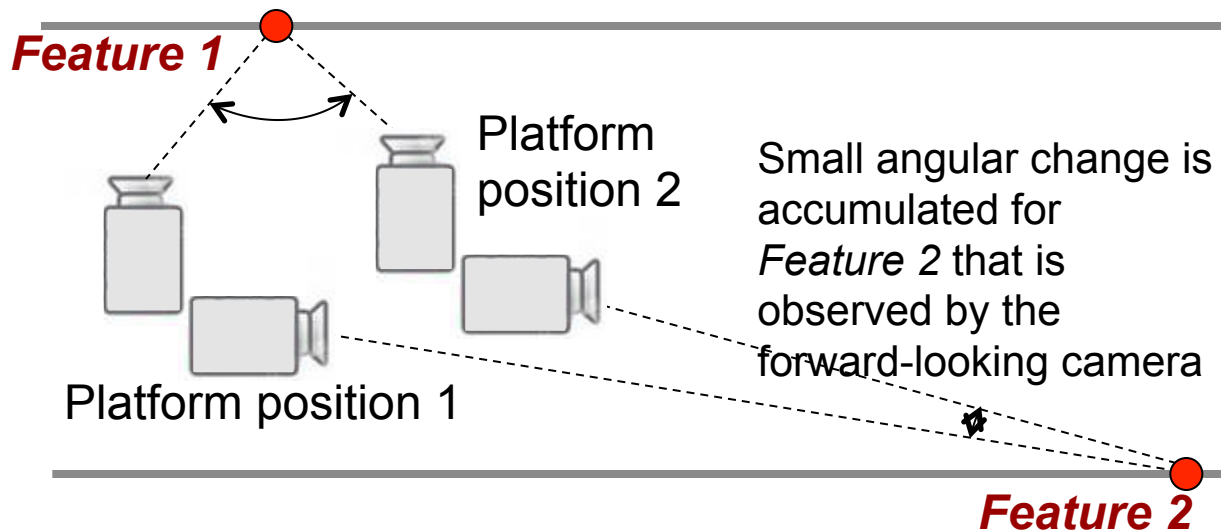 Feature 1
Platform
position 2
Small angular change is
accumulated for
Feature 2 that is
observed by the
forward-looking camera
Platform position 1
Feature 2